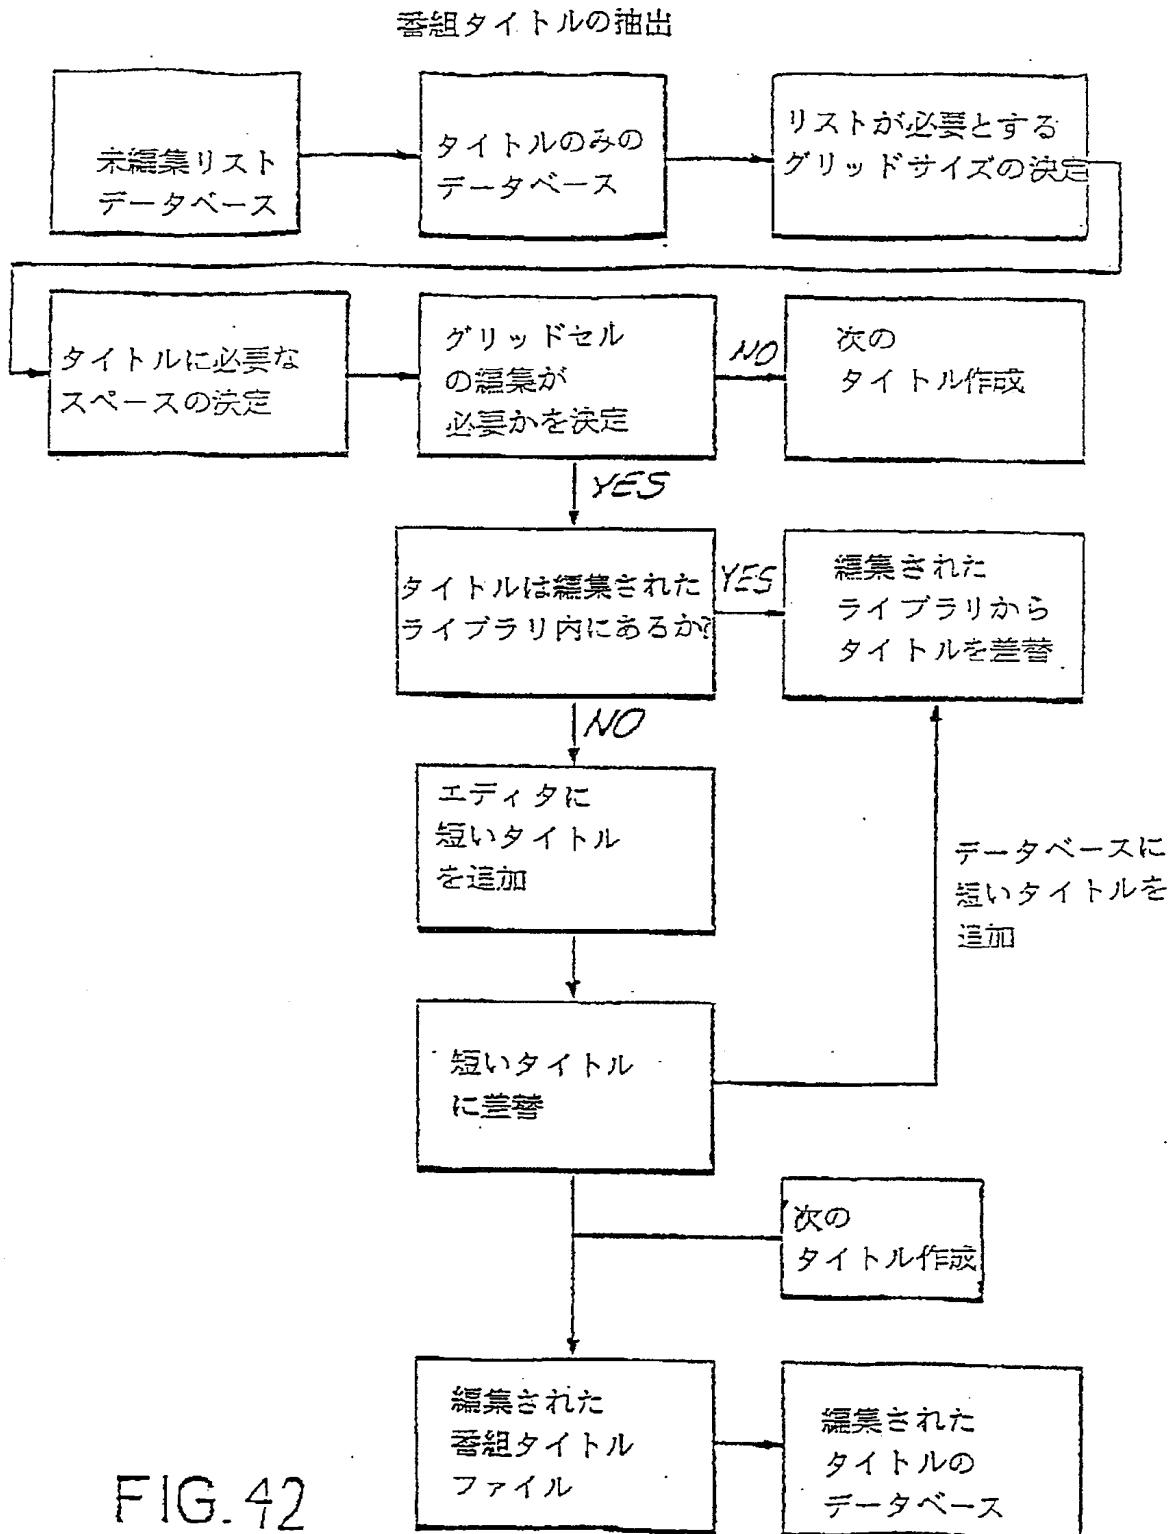 番組タイトルの抽出
未編集リスト
データベース
タイトルのみの
データベース
リストが必要とする
グリッドサイズの決定
タイトルに必要な
スペースの決定
グリッドセル
の編集が
必要かを決定
NO
次の
タイトル作成
YES
タイトルは編集された
ライブラリ内にあるか?
YES
編集された
ライブラリから
タイトルを差替
NO
エディタに
短いタイトル
を追加
データベースに
短いタイトルを
追加
短いタイトル
に差替
次の
タイトル作成
編集された
番組タイトル
ファイル
編集された
タイトルの
データベース
FIG.42